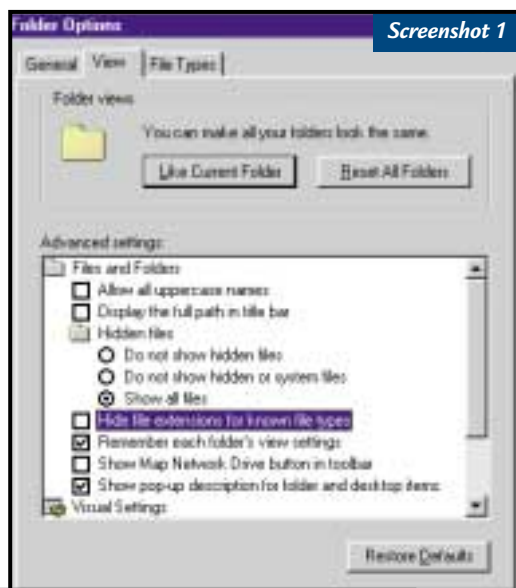 Folder Options
Screenshot 1
General View File Types
Folder views
You can make all your folders look the same.
Like Current Folder Reset All Folders
Advanced settings:
Files and Folders
Allow all uppercase names
Display the full path in title bar
Hidden files
Do not show hidden files
Do not show hidden or system files
Show all files
Hide file extensions for known file types
Remember each folder's view settings
Show Map Network Drive button in toolbar
Show pop-up description for folder and desktop items
Visual Settings
Restore Defaults